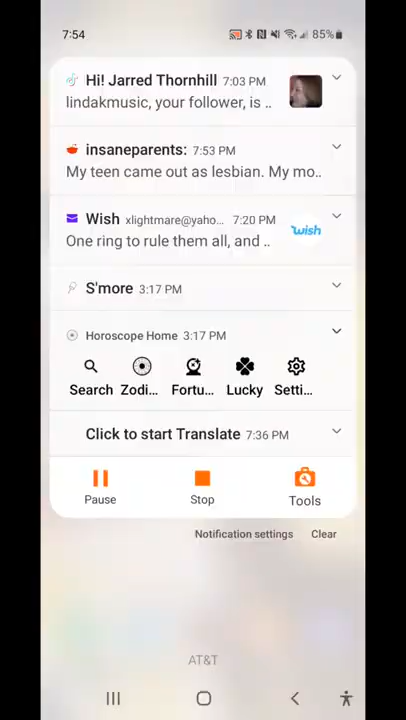 7:54
85%
Hi! Jarred Thornhill 7:03 PM
lindakmusic, your follower, is ..
insaneparents: 7:53 PM
My teen came out as lesbian. My mo..
Wish xlightmare@yaho... 7:20 PM
One ring to rule them all, and ..
wish
S'more 3:17 PM
Horoscope Home 3:17 PM
Search Zodi... Fortu... Lucky Setti...
Click to start Translate 7:36 PM
Pause Stop Tools
Notification settings Clear
AT&T